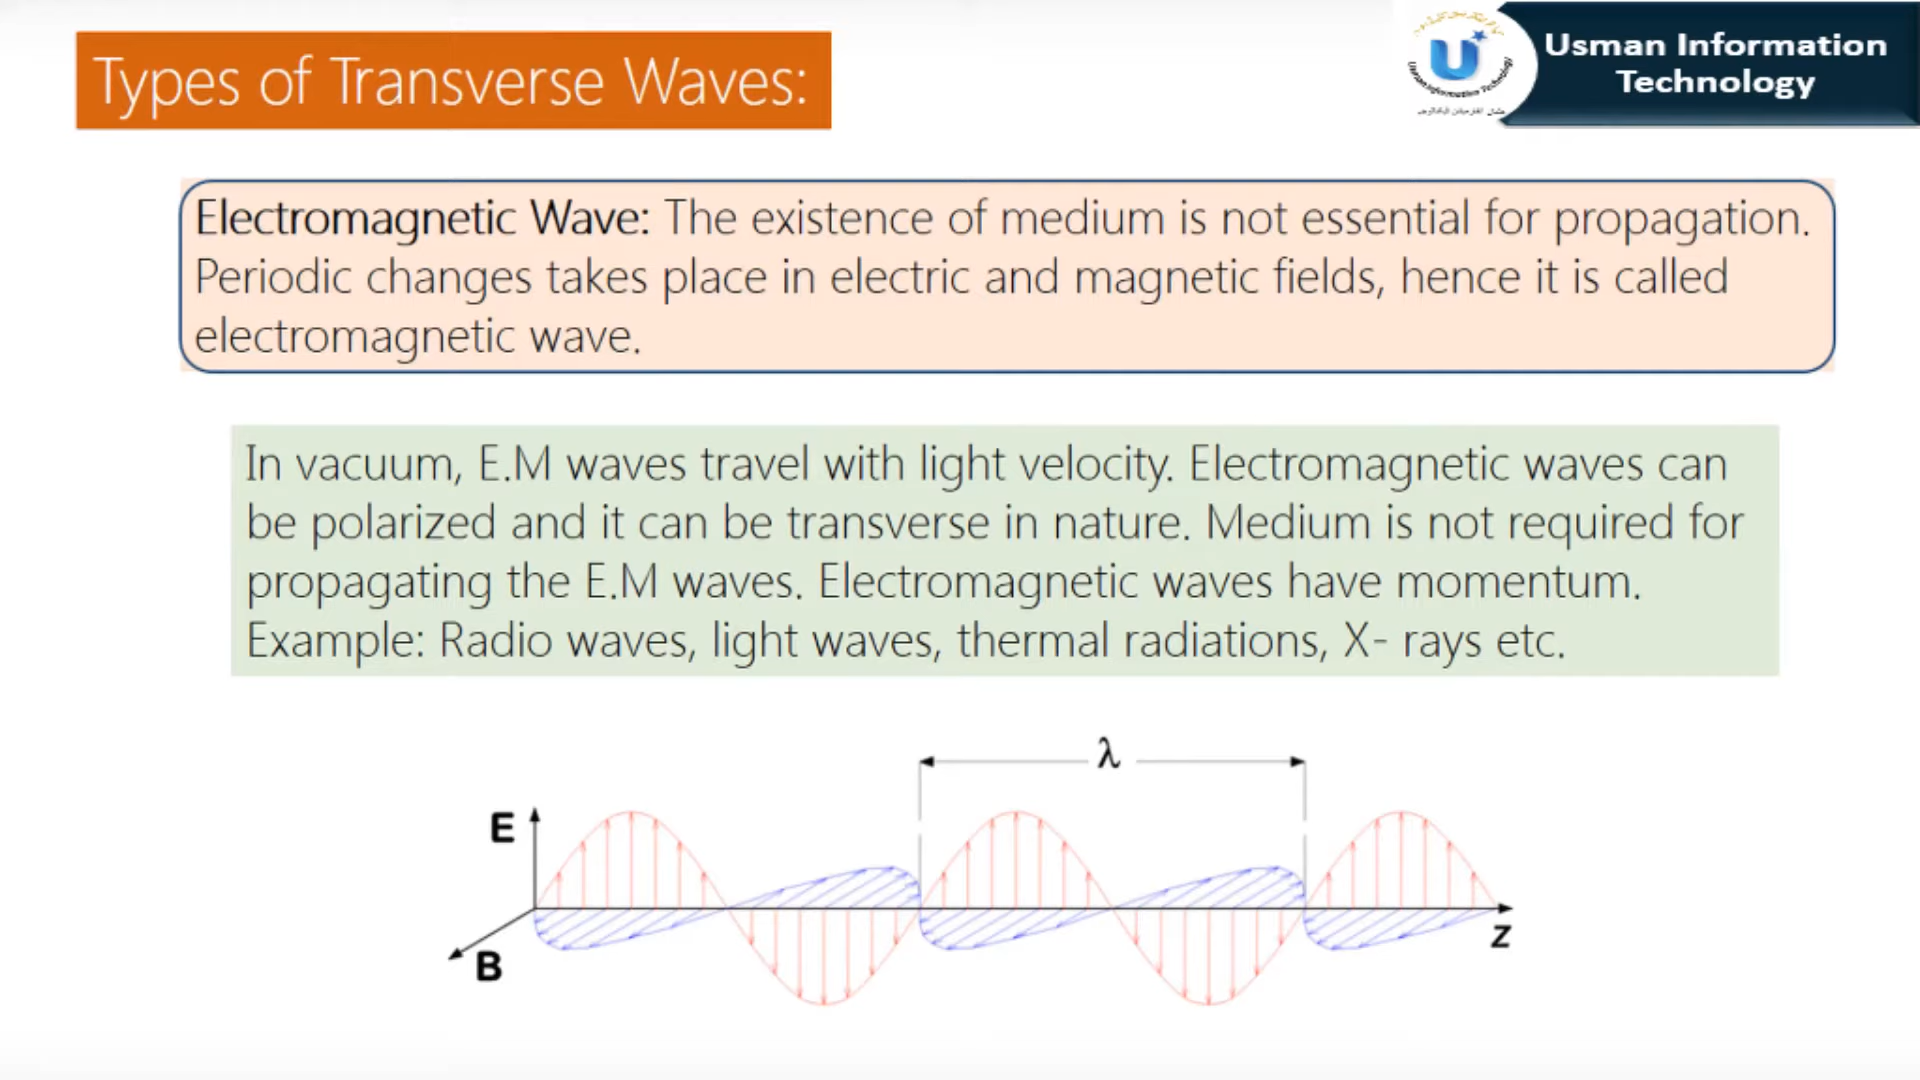 Types of Transverse Waves:
Usman Information
Technology
U
Usman Information Technology
Electromagnetic Wave: The existence of medium is not essential for propagation.
Periodic changes takes place in electric and magnetic fields, hence it is called
electromagnetic wave.
In vacuum, E.M waves travel with light velocity. Electromagnetic waves can
be polarized and it can be transverse in nature. Medium is not required for
propagating the E.M waves. Electromagnetic waves have momentum.
Example: Radio waves, light waves, thermal radiations, X- rays etc.
λ
E
B
Z